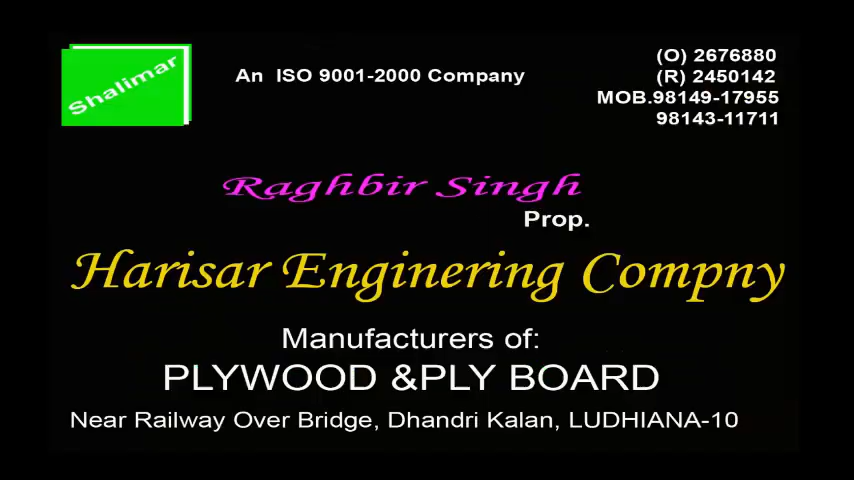 Shalimar
An ISO 9001-2000 Company
(O) 2676880
(R) 2450142
MOB.98149-17955
98143-11711
Raghbir Singh
Prop.
Harisar Enginering Compny
Manufacturers of:
PLYWOOD &PLY BOARD
Near Railway Over Bridge, Dhandri Kalan, LUDHIANA-10